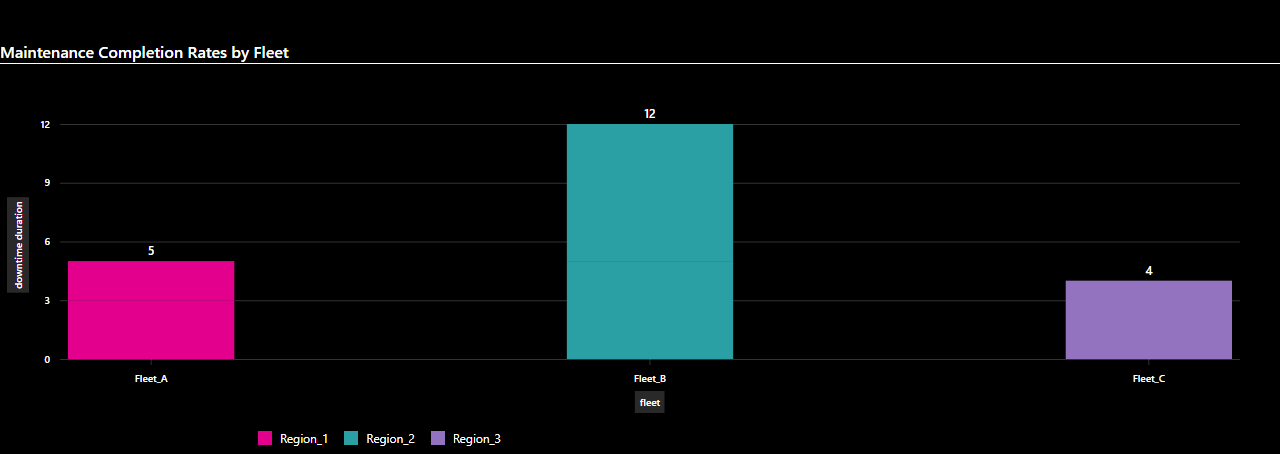 Maintenance Completion Rates by Fleet
12
12
9
6
5
4
3
0
downtime duration
Fleet_A
Fleet_B
Fleet_C
fleet
Region_1
Region_2
Region_3